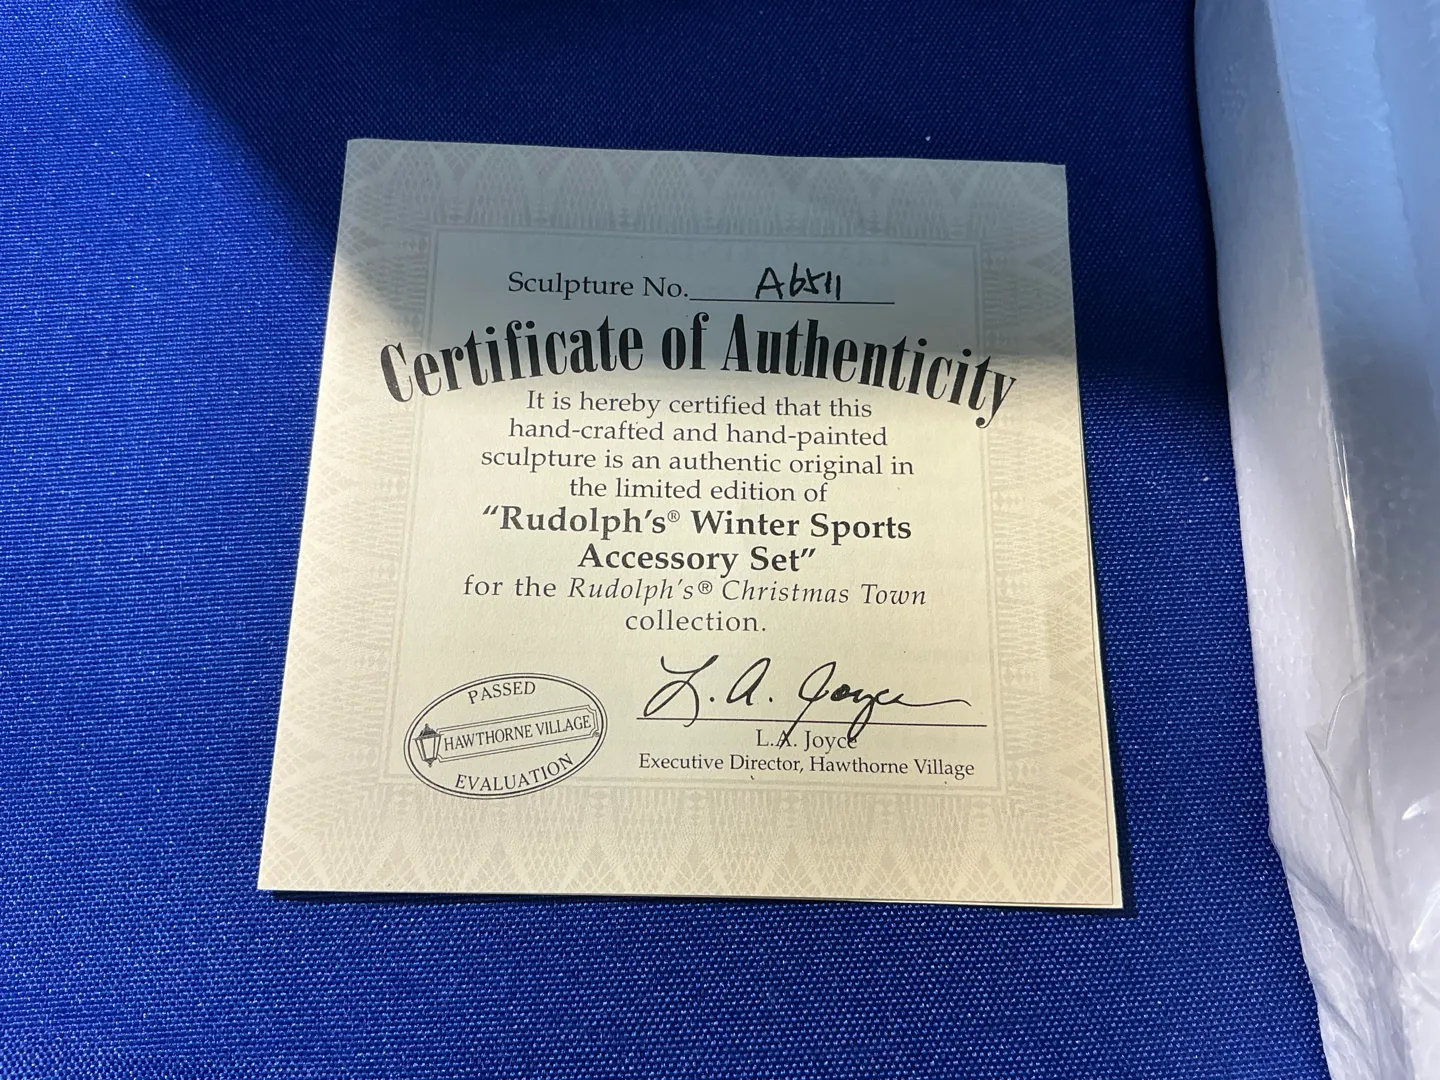 Sculpture No. A6511
Certificate of Authenticity
It is hereby certified that this
hand-crafted and hand-painted
sculpture is an authentic original in
the limited edition of
“Rudolph’s® Winter Sports
Accessory Set”
for the Rudolph’s® Christmas Town
collection.
PASSED
HAWTHORNE VILLAGE
EVALUATION
L. A. Joyce
L.A. Joyce
Executive Director, Hawthorne Village